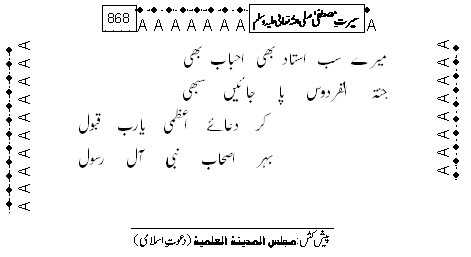 سیرتِ مصطفیٰ صلی اللہ تعالیٰ علیہ وسلم
868
میرے سب استاد بھی احباب بھی
جنۃ الفردوس پا جائیں سبھی
کر دعائے اعظمی یارب قبول
بہر اصحاب نبی آل رسول
پیش کش: مجلس المدینۃ العلمیۃ (دعوت اسلامی)